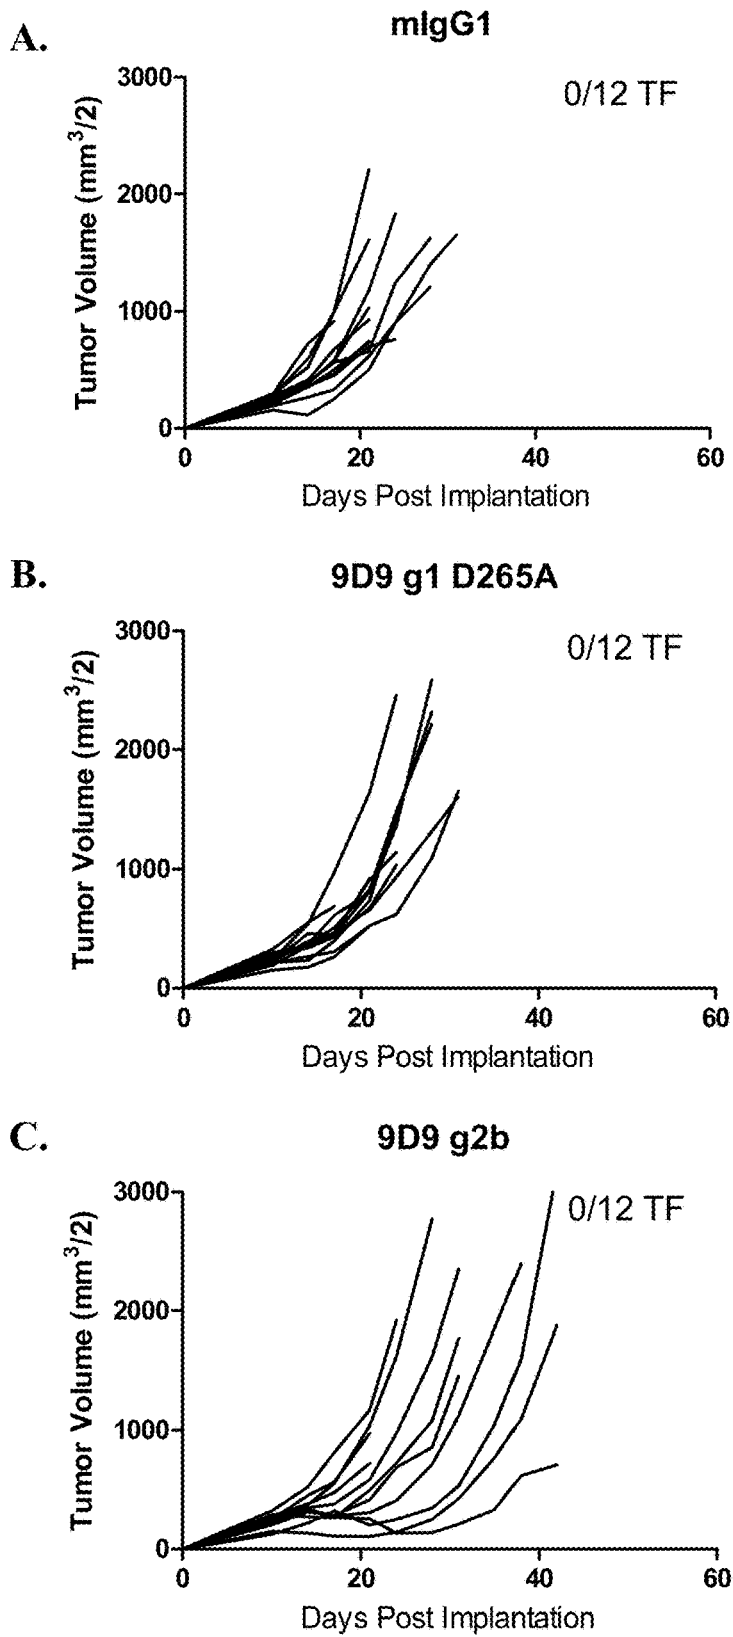 A.
mIgG1
0/12 TF
Tumor Volume (mm³/2)
3000
2000
1000
0
0 20 40 60
Days Post Implantation
B.
9D9 g1 D265A
0/12 TF
Tumor Volume (mm³/2)
3000
2000
1000
0
0 20 40 60
Days Post Implantation
C.
9D9 g2b
0/12 TF
Tumor Volume (mm³/2)
3000
2000
1000
0
0 20 40 60
Days Post Implantation